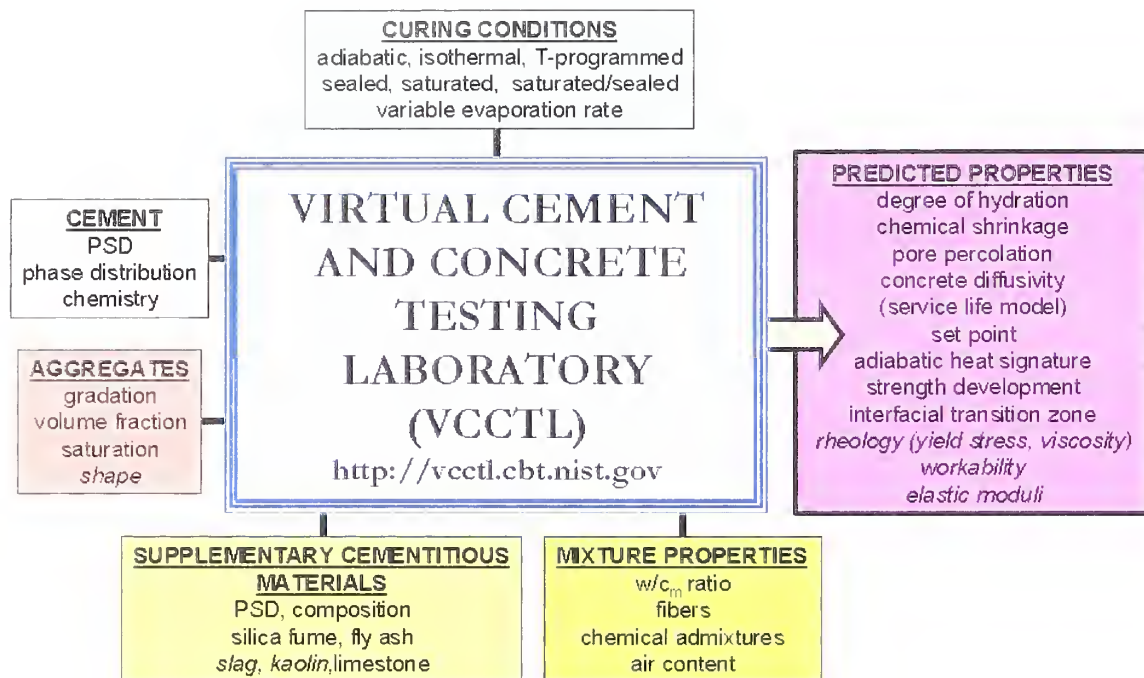 CURING CONDITIONS
adiabatic, isothermal, T-programmed
sealed, saturated, saturated/sealed
variable evaporation rate
CEMENT
PSD
phase distribution
chemistry
AGGREGATES
gradation
volume fraction
saturation
shape
VIRTUAL CEMENT
AND CONCRETE
TESTING
LABORATORY
(VCCTL)
http://vcctl.cbt.nist.gov
PREDICTED PROPERTIES
degree of hydration
chemical shrinkage
pore percolation
concrete diffusivity
(service life model)
set point
adiabatic heat signature
strength development
interfacial transition zone
rheology (yield stress, viscosity)
workability
elastic moduli
SUPPLEMENTARY CEMENTITIOUS
MATERIALS
PSD, composition
silica fume, fly ash
slag, kaolin,limestone
MIXTURE PROPERTIES
w/cm ratio
fibers
chemical admixtures
air content